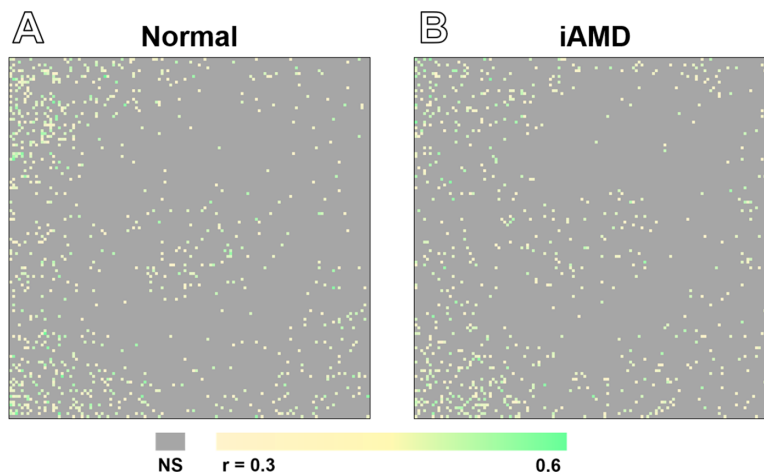 A
Normal
B
iAMD
NS
r = 0.3
0.6